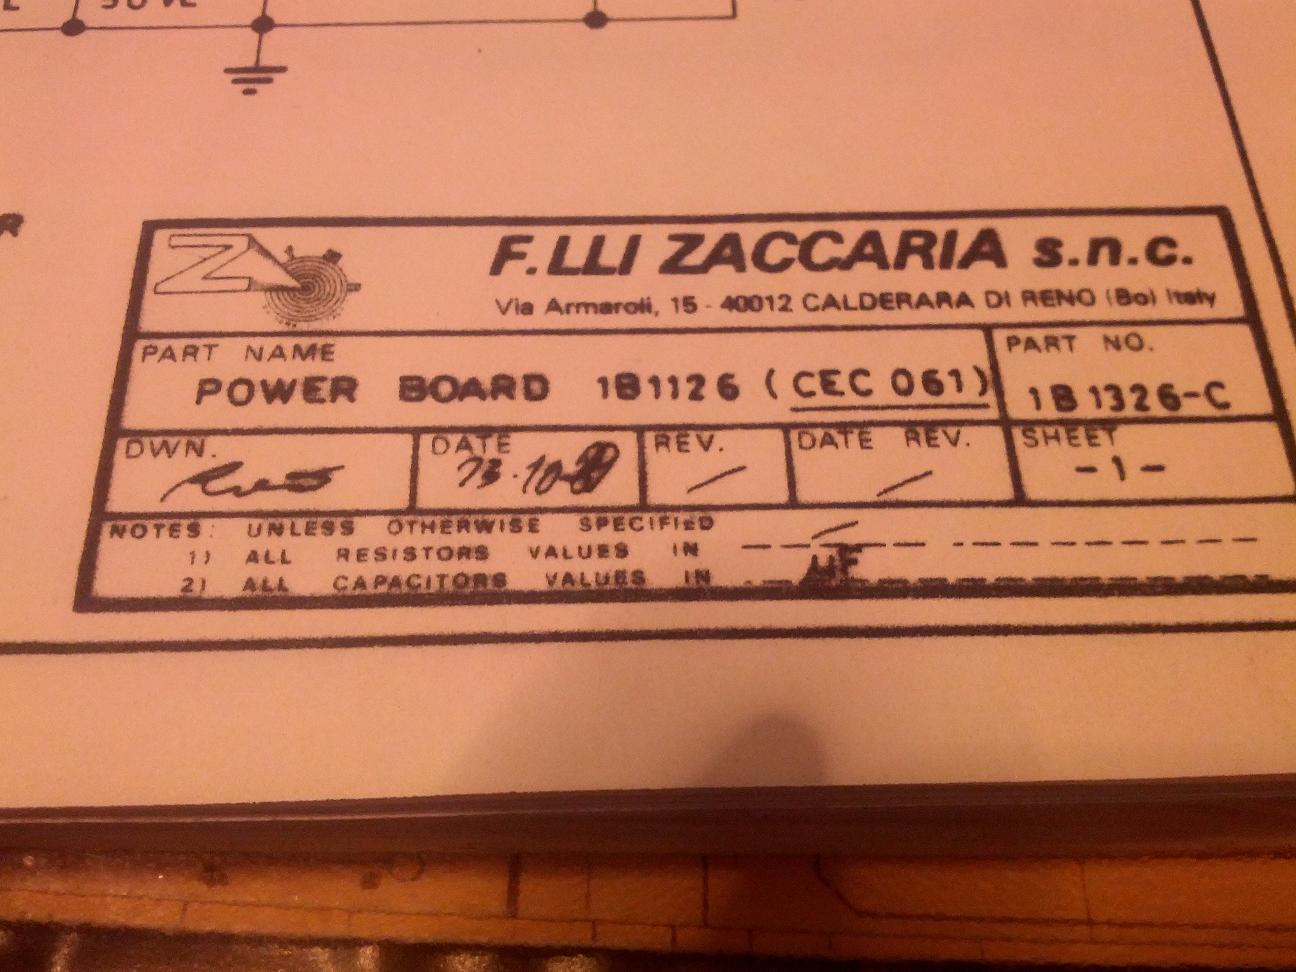 R
F.LLI ZACCARIA s.n.c.
Via Armaroli, 15 - 40012 CALDERARA DI RENO (Bo) Italy
PART NAME
POWER BOARD 1B1126 (CEC 061)
PART NO.
1B1326-C
DWN.
DATE
REV.
/
DATE REV.
/
SHEET
-1-
NOTES: UNLESS OTHERWISE SPECIFIED
1) ALL RESISTORS VALUES IN
2) ALL CAPACITORS VALUES IN µF